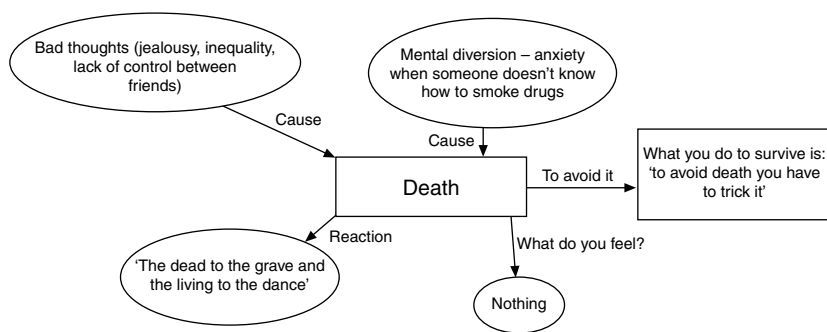 Bad thoughts (jealousy, inequality,
lack of control between
friends)
Mental diversion – anxiety
when someone doesn't know
how to smoke drugs
Cause
Cause
What you do to survive is:
'to avoid death you have
to trick it'
To avoid it
Death
Reaction
What do you feel?
'The dead to the grave and
the living to the dance'
Nothing